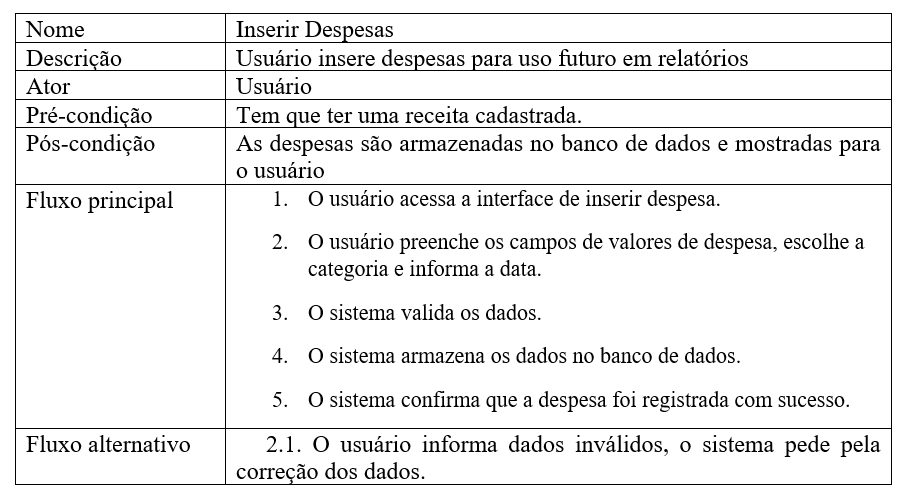 Nome Inserir Despesas
Descrição Usuário insere despesas para uso futuro em relatórios
Ator Usuário
Pré-condição Tem que ter uma receita cadastrada.
Pós-condição As despesas são armazenadas no banco de dados e mostradas para
o usuário
Fluxo principal 1. O usuário acessa a interface de inserir despesa.
2. O usuário preenche os campos de valores de despesa, escolhe a
categoria e informa a data.
3. O sistema valida os dados.
4. O sistema armazena os dados no banco de dados.
5. O sistema confirma que a despesa foi registrada com sucesso.
Fluxo alternativo 2.1. O usuário informa dados inválidos, o sistema pede pela
correção dos dados.